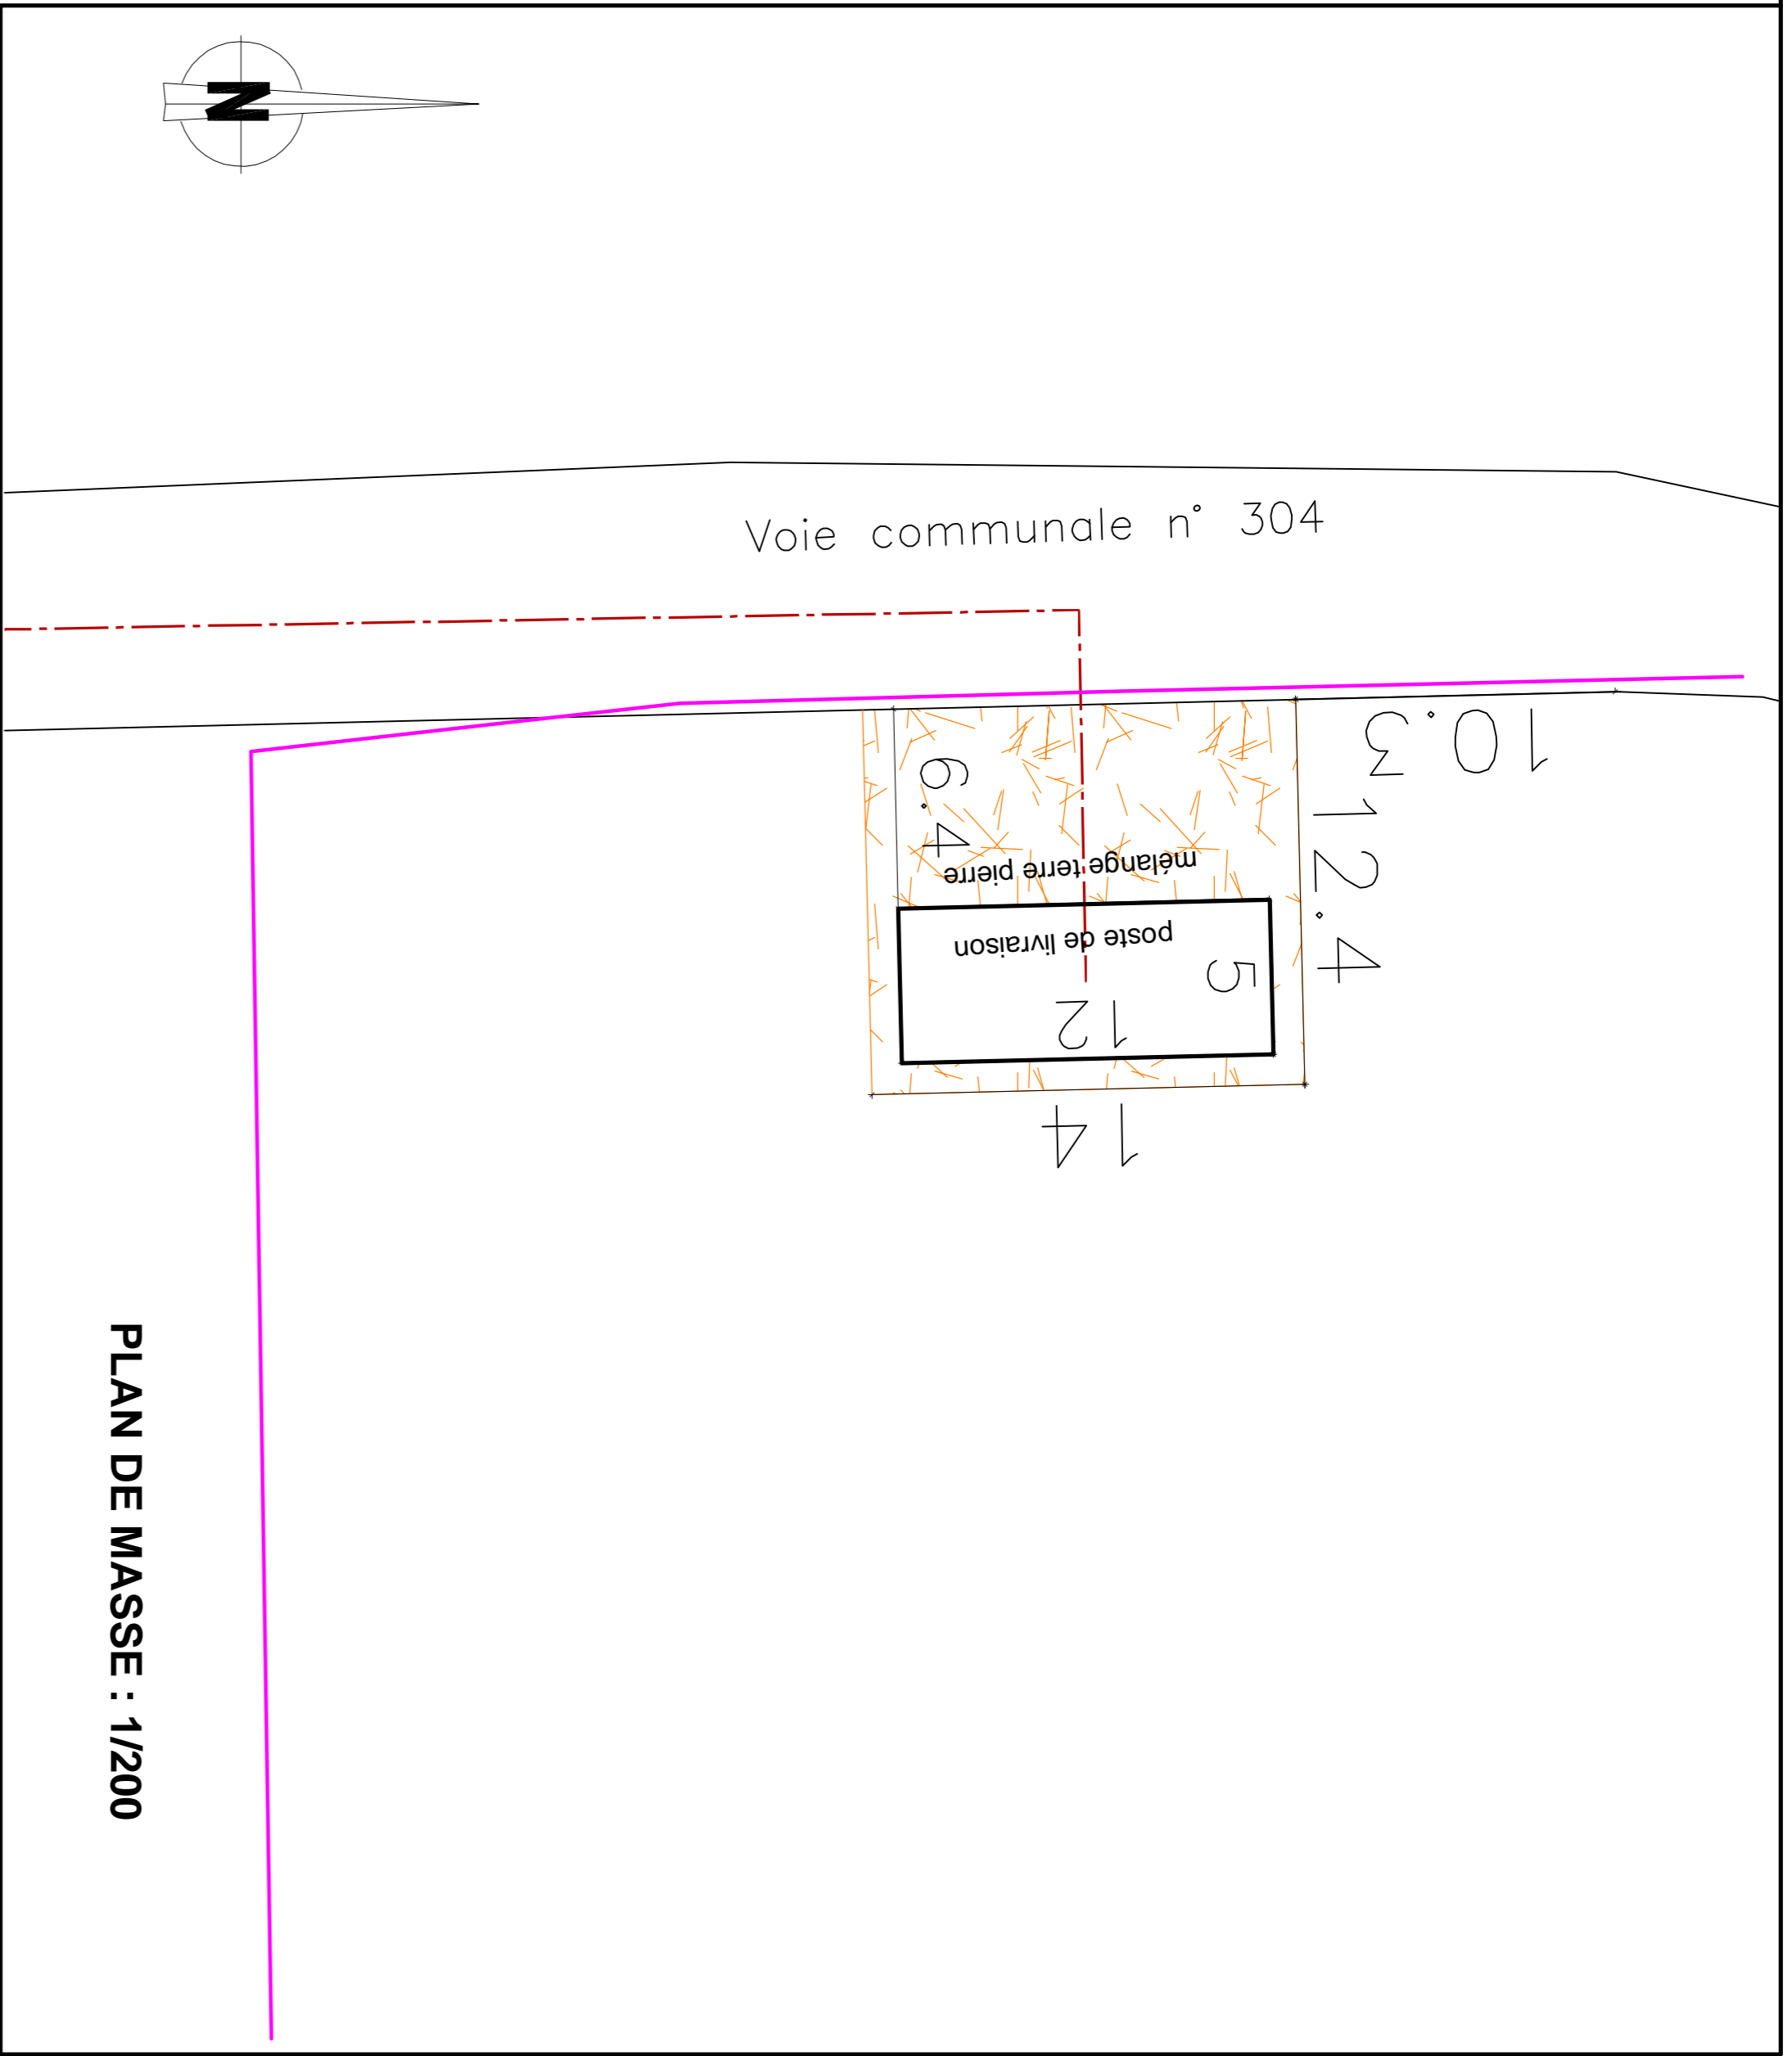 N
Voie communale n° 304
10.3
12.4
6.4
mélange terre pierre
poste de livraison
5
12
14
PLAN DE MASSE : 1/200